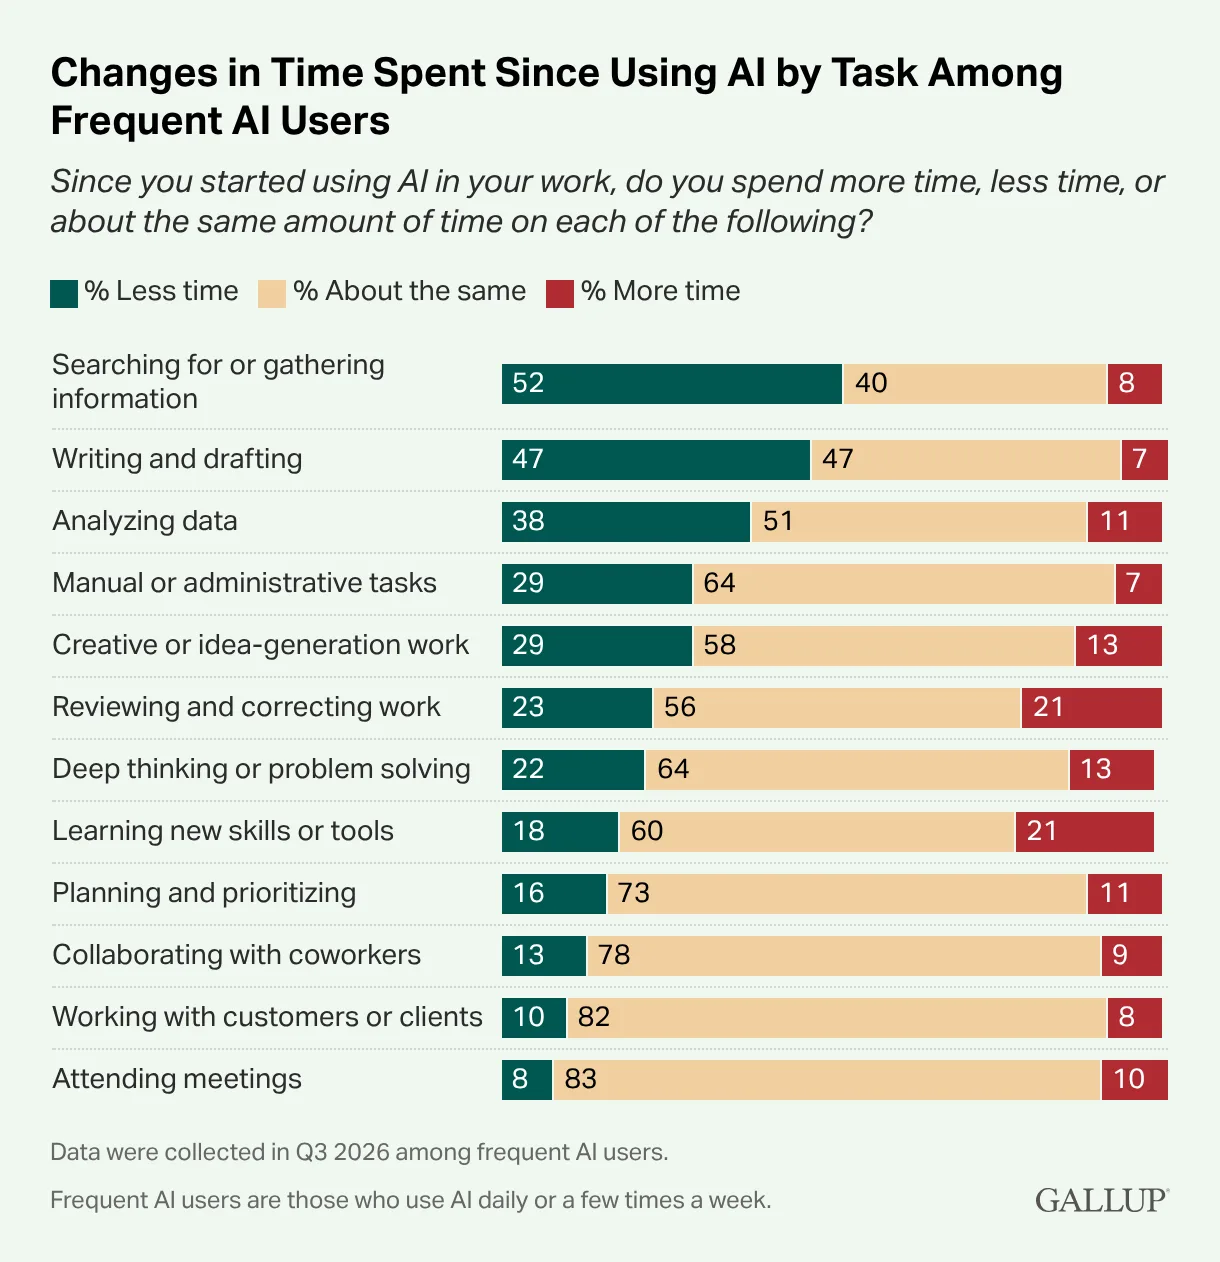 Changes in Time Spent Since Using AI by Task Among
Frequent AI Users
Since you started using AI in your work, do you spend more time, less time, or
about the same amount of time on each of the following?
% Less time % About the same % More time
Searching for or gathering
information
52 40 8
Writing and drafting 47 47 7
Analyzing data 38 51 11
Manual or administrative tasks 29 64 7
Creative or idea-generation work 29 58 13
Reviewing and correcting work 23 56 21
Deep thinking or problem solving 22 64 13
Learning new skills or tools 18 60 21
Planning and prioritizing 16 73 11
Collaborating with coworkers 13 78 9
Working with customers or clients 10 82 8
Attending meetings 8 83 10
Data were collected in Q3 2026 among frequent AI users.
Frequent AI users are those who use AI daily or a few times a week.
GALLUP®